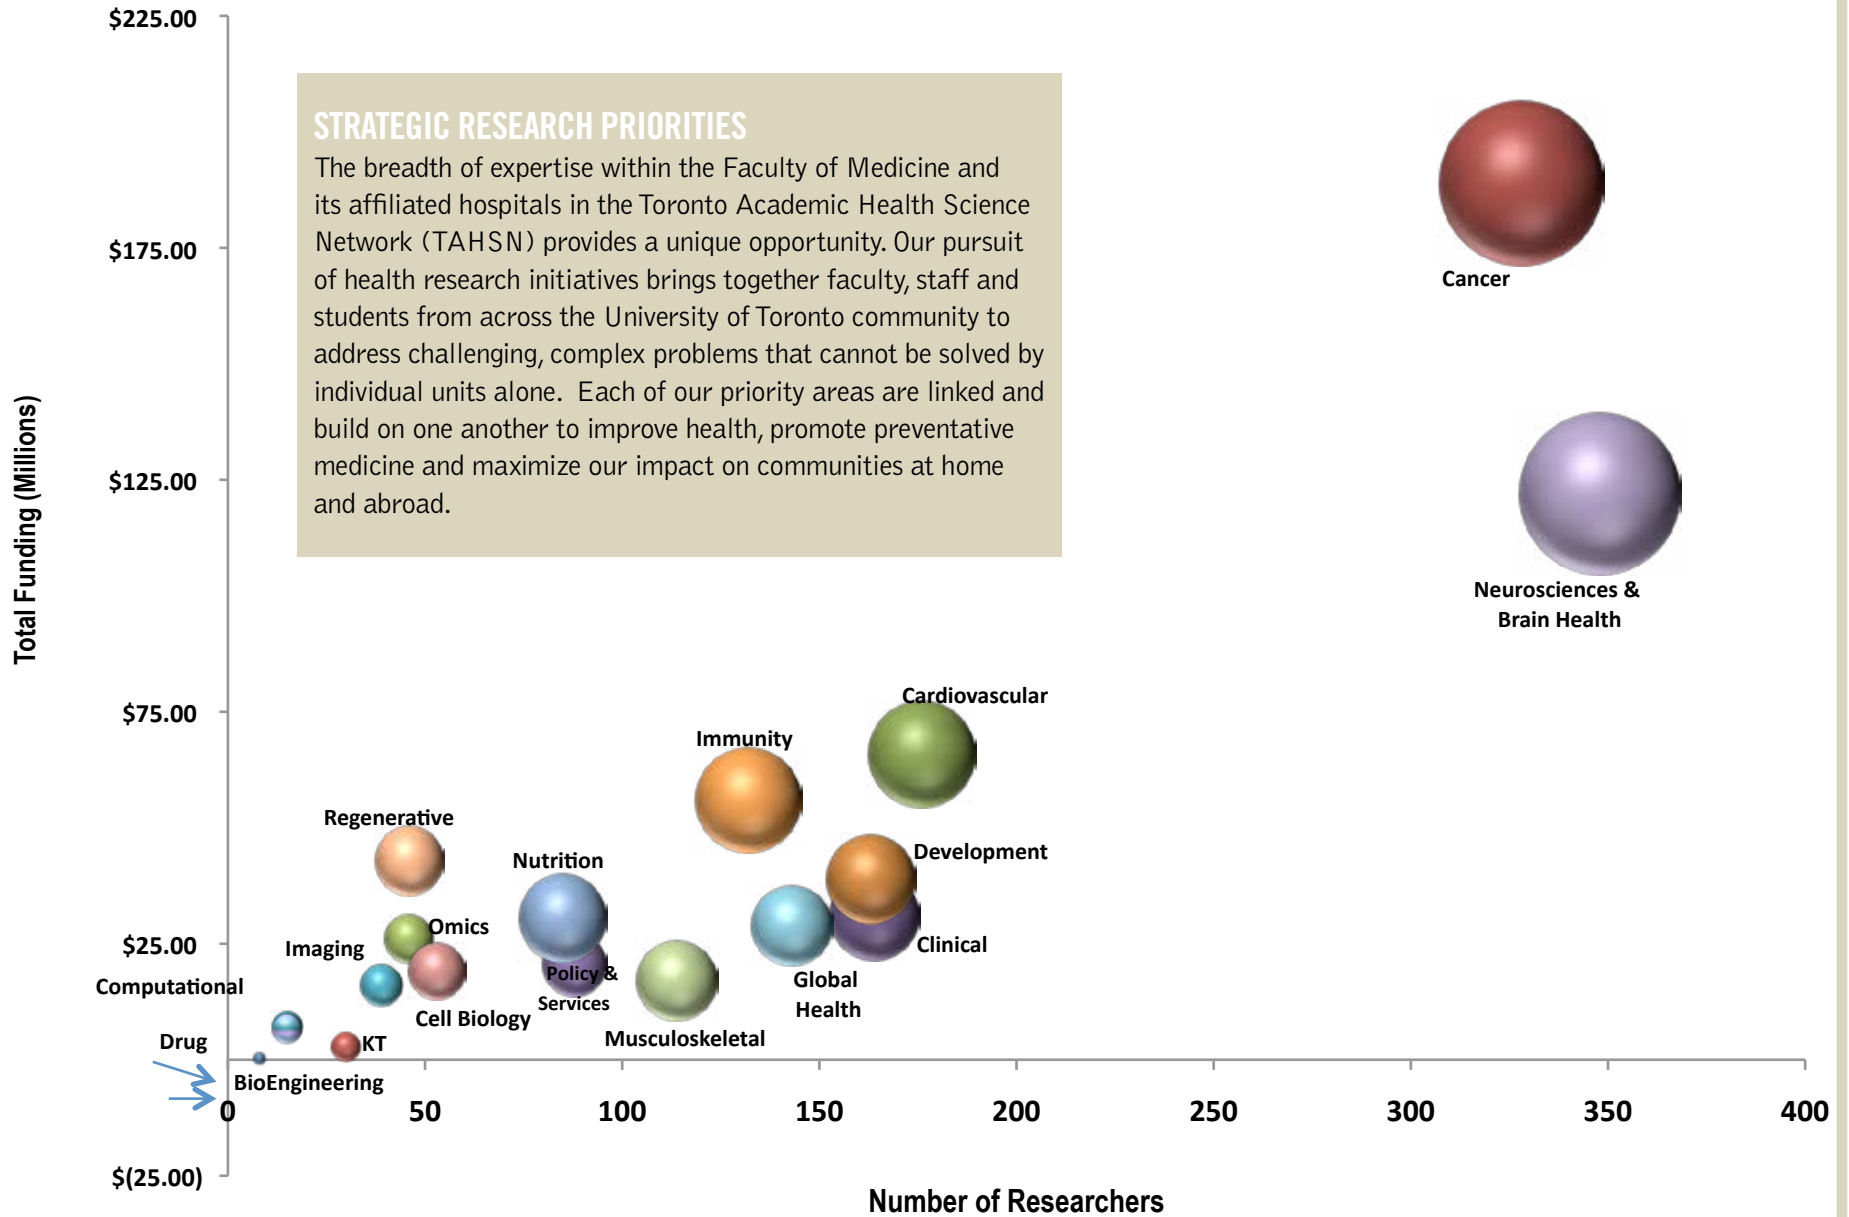 $225.00
STRATEGIC RESEARCH PRIORITIES
The breadth of expertise within the Faculty of Medicine and
its affiliated hospitals in the Toronto Academic Health Science
Network (TAHSN) provides a unique opportunity. Our pursuit
of health research initiatives brings together faculty, staff and
students from across the University of Toronto community to
address challenging, complex problems that cannot be solved by
individual units alone.  Each of our priority areas are linked and
build on one another to improve health, promote preventative
medicine and maximize our impact on communities at home
and abroad.
$175.00
Cancer
$125.00
Total Funding (Millions)
Neurosciences &
Brain Health
$75.00
Cardiovascular
Immunity
Regenerative
Nutrition
Development
Omics
Imaging
$25.00
Clinical
Computational
Policy &
Services
Global
Health
Cell Biology
Musculoskeletal
Drug
KT
BioEngineering
0
50
100
150
200
250
300
350
400
$(25.00)
Number of Researchers